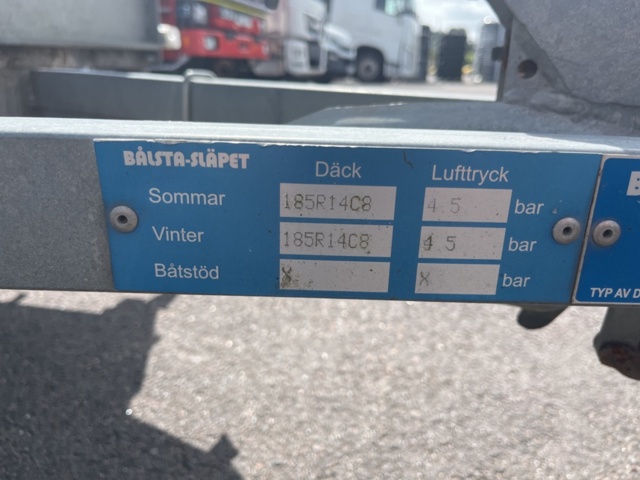 BÅLSTA-SLÄPET
Däck Lufttryck
Sommar 185R14C8 4.5 bar
Vinter 185R14C8 4.5 bar
Båtstöd X X bar
TYP AV D